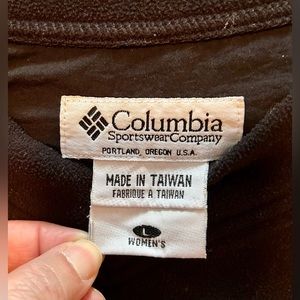 Columbia
Sportswear Company
PORTLAND, OREGON U.S.A.
MADE IN TAIWAN
FABRIQUE A TAIWAN
L
WOMEN'S